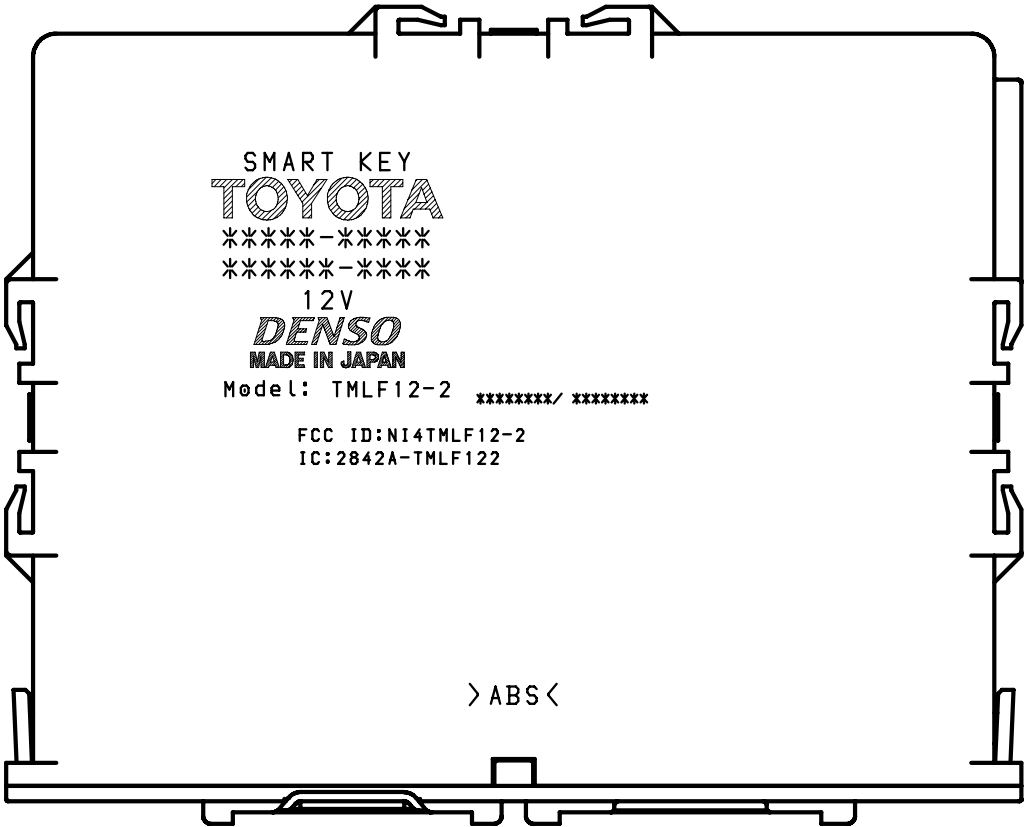 SMART KEY
TOYOTA
*****-*****
******-****
12V
DENSO
MADE IN JAPAN
Model: TMLF12-2 ********/ ********
FCC ID:NI4TMLF12-2
IC:2842A-TMLF122
>ABS<